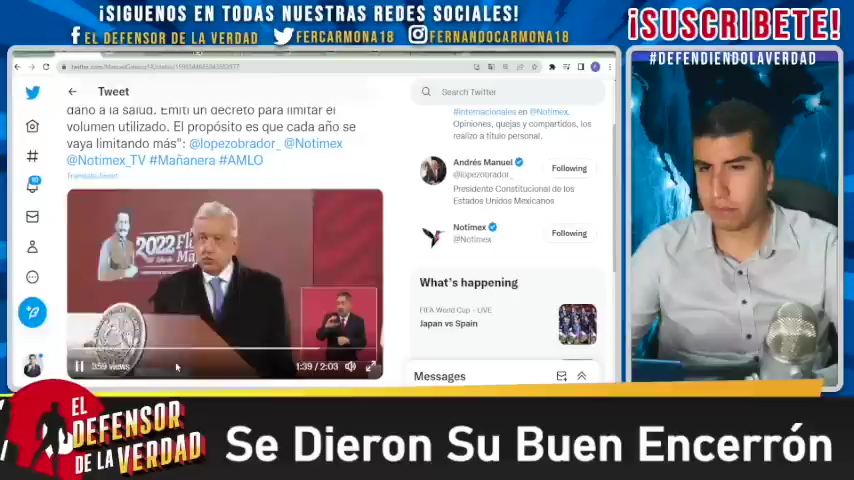 ¡SIGUENOS EN TODAS NUESTRAS REDES SOCIALES!
EL DEFENSOR DE LA VERDAD
FERCARMONA18
FERNANDOCARMONA18
¡SUSCRIBETE!
#DEFENDIENDOLAVERDAD
Tweet
Search Twitter
daño a la salud. Emití un decreto para limitar el
volumen utilizado. El propósito es que cada año se
vaya limitando más": @lopezobrador_ @Notimex
@Notimex_TV #Mañanera #AMLO
Translate Tweet
#internacionales en @Notimex.
Opiniones, quejas y compartidos, los
realizo a título personal.
Andrés Manuel
@lopezobrador_
Following
Presidente Constitucional de los
Estados Unidos Mexicanos
Notimex
@Notimex
Following
What's happening
FIFA World Cup · LIVE
Japan vs Spain
Messages
2022
359 views
1:39 / 2:03
EL
DEFENSOR
DE LA VERDAD
Se Dieron Su Buen Encerrón